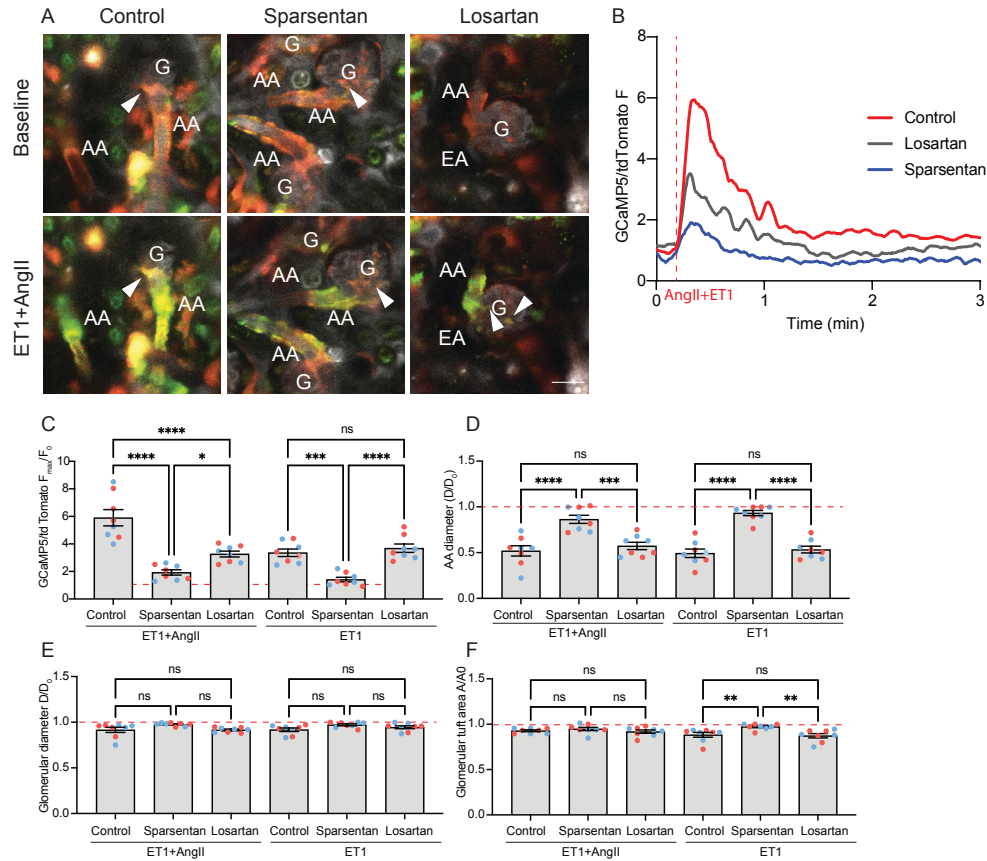 A
Control
Sparsentan
Losartan
Baseline
G
AA
AA
G
G
AA
AA
G
AA
G
EA
ET1+AngII
G
AA
AA
G
AA
AA
G
AA
G
EA
B
GCaMP5/tdTomato F
8
6
4
2
0
Control
Losartan
Sparsentan
AngII+ET1
0
1
2
3
Time (min)
C
GCaMP5/td Tomato Fmax/F0
10
8
6
4
2
0
****
ns
****
*
***
****
Control
Sparsentan
Losartan
Control
Sparsentan
Losartan
ET1+AngII
ET1
D
AA diameter (D/D0)
1.5
1.0
0.5
0.0
ns
ns
****
***
****
****
Control
Sparsentan
Losartan
Control
Sparsentan
Losartan
ET1+AngII
ET1
E
Glomerular diameter D/D0
1.5
1.0
0.5
0.0
ns
ns
ns
ns
ns
ns
Control
Sparsentan
Losartan
Control
Sparsentan
Losartan
ET1+AngII
ET1
F
Glomerular tuft area A/A0
1.5
1.0
0.5
0.0
ns
ns
ns
ns
**
**
Control
Sparsentan
Losartan
Control
Sparsentan
Losartan
ET1+AngII
ET1